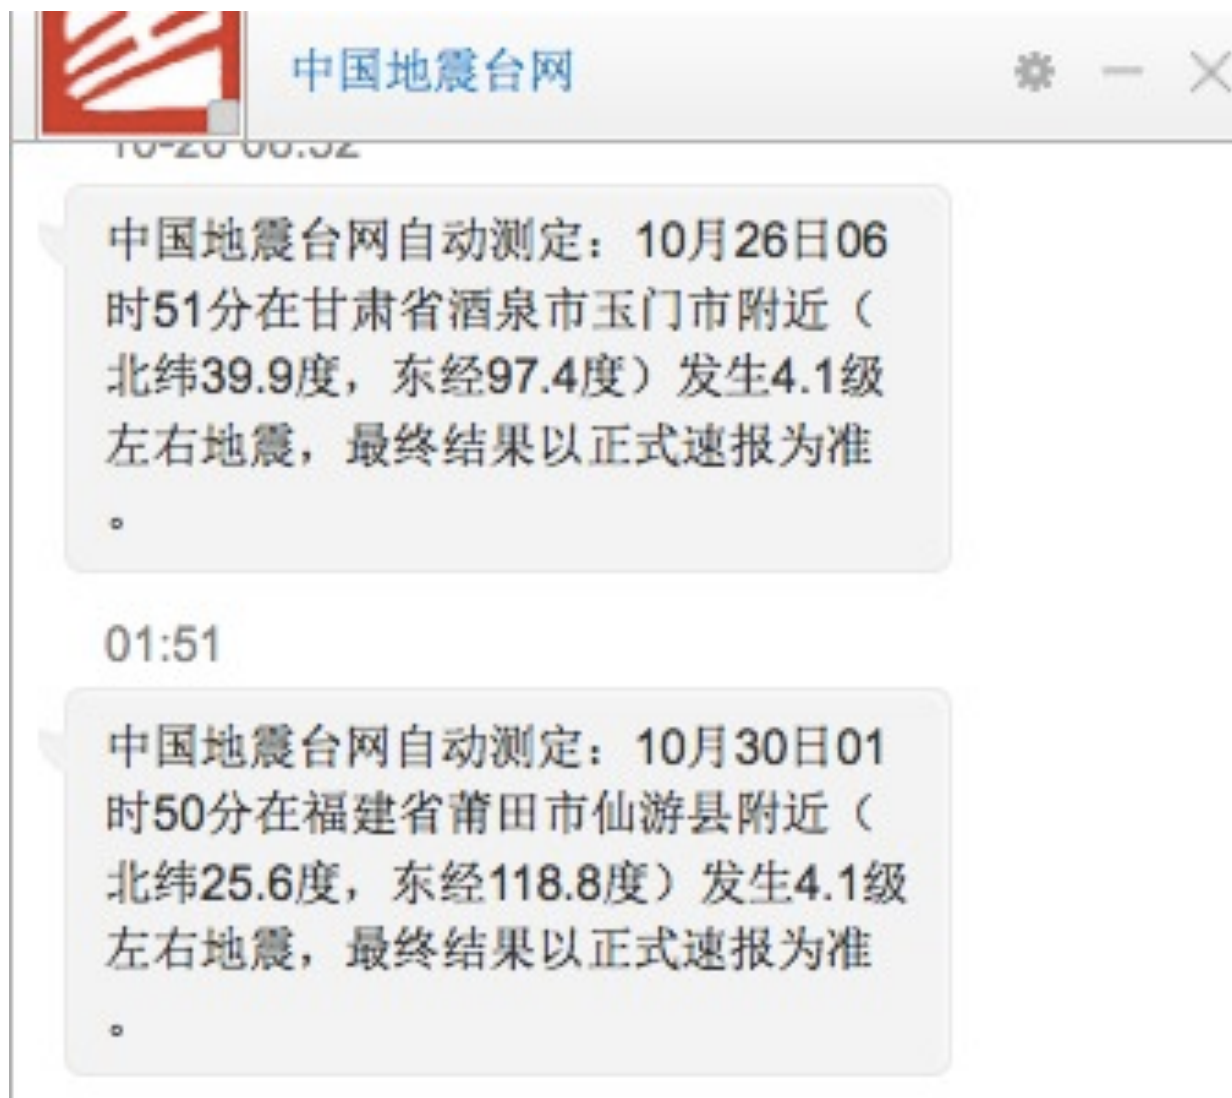 中国地震台网
中国地震台网自动测定：10月26日06
时51分在甘肃省酒泉市玉门市附近（
北纬39.9度，东经97.4度）发生4.1级
左右地震，最终结果以正式速报为准
。
01:51
中国地震台网自动测定：10月30日01
时50分在福建省莆田市仙游县附近（
北纬25.6度，东经118.8度）发生4.1级
左右地震，最终结果以正式速报为准
。